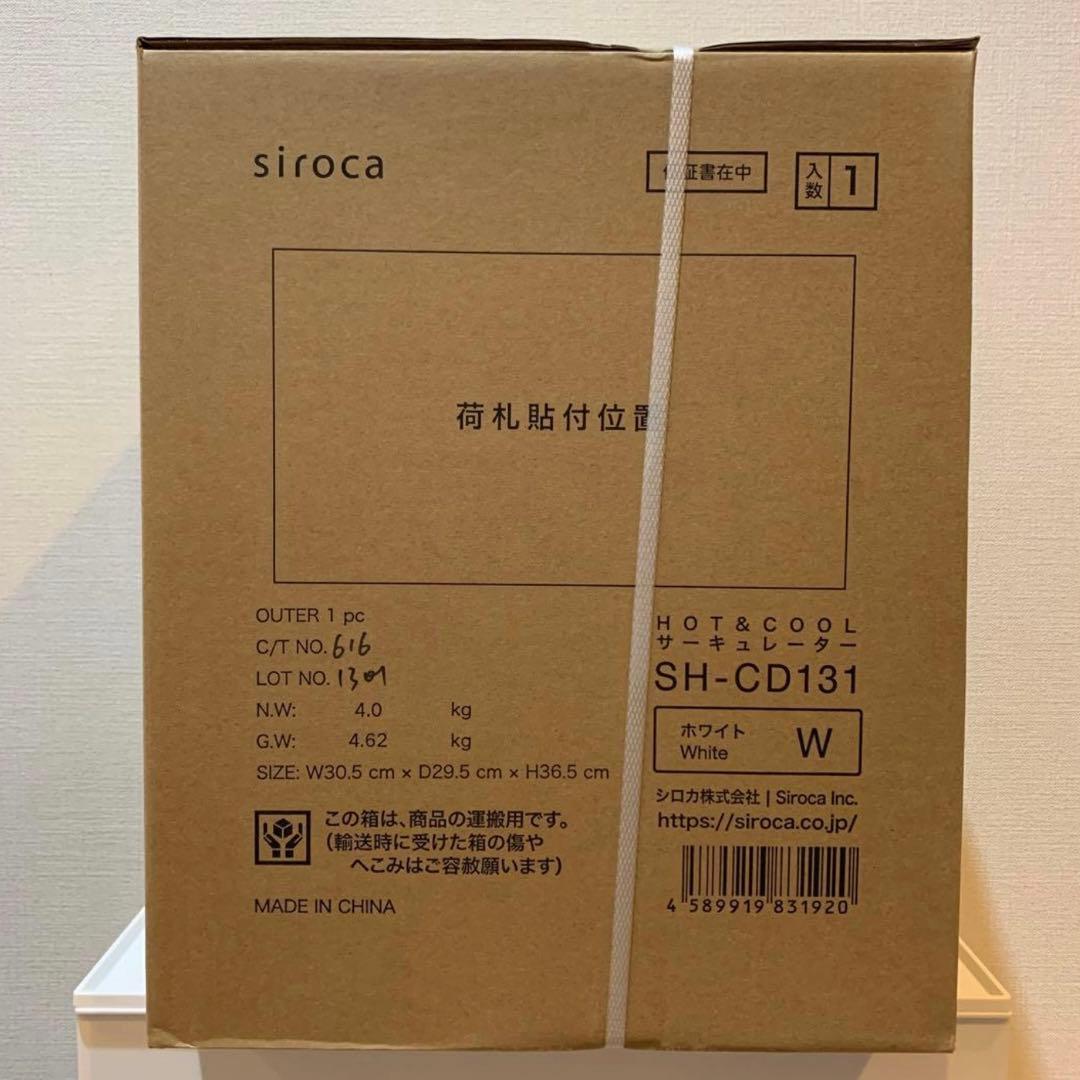 siroca
証書在中
入数 1
荷札貼付位置
OUTER 1 pc
C/T NO. 616
LOT NO.
N.W: 4.0 kg
G.W: 4.62 kg
SIZE: W30.5 cm × D29.5 cm × H36.5 cm
この箱は、商品の運搬用です。
（輸送時に受けた箱の傷や
へこみはご容赦願います）
MADE IN CHINA
HOT&COOL
サーキュレーター
SH-CD131
ホワイト
White
W
シロカ株式会社 | Siroca Inc.
https://siroca.co.jp/
4 589919 831920